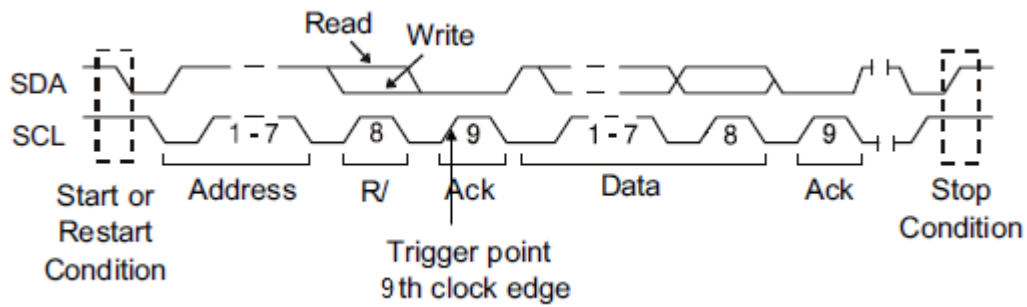 Read
Write
SDA
SCL
1 - 7
8
9
1 - 7
8
9
Address
R/
Ack
Data
Ack
Start or
Restart
Condition
Stop
Condition
Trigger point
9th clock edge